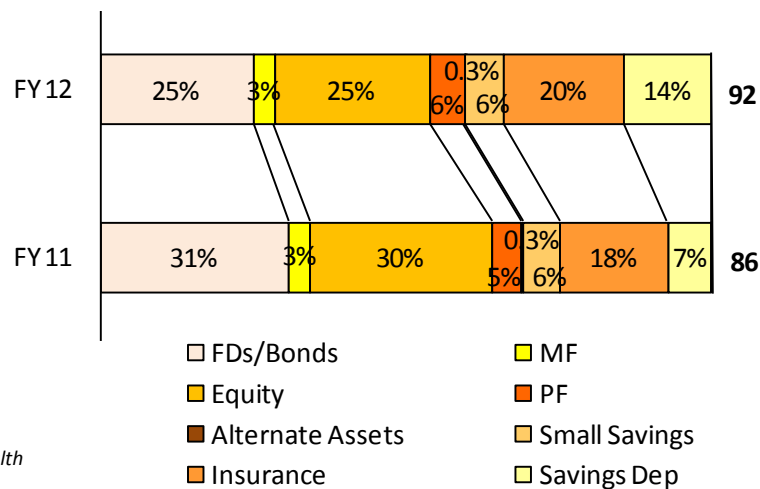 FY 12 25% 3% 25% 6% 0.3% 6% 20% 14% 92
FY 11 31% 3% 30% 5% 0.3% 6% 18% 7% 86
FDs/Bonds MF
Equity PF
Alternate Assets Small Savings
lth
Insurance Savings Dep